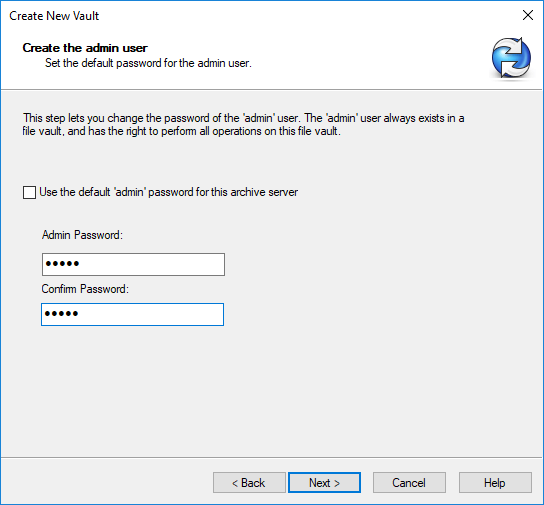 Create New Vault
Create the admin user
Set the default password for the admin user.
This step lets you change the password of the 'admin' user. The 'admin' user always exists in a
file vault, and has the right to perform all operations on this file vault.
Use the default 'admin' password for this archive server
Admin Password:
●●●●●
Confirm Password:
●●●●●
< Back
Next >
Cancel
Help